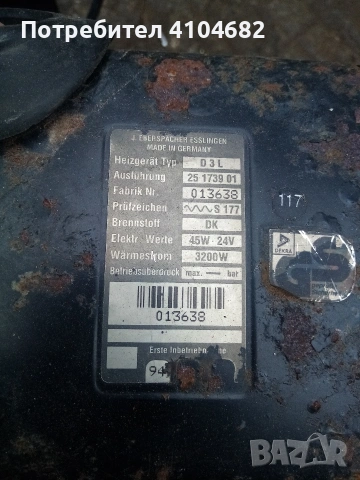 Потребител 4104682
J. EBERSPÄCHER ESSLINGEN
MADE IN GERMANY
Heizgerät Typ D 3 L
Ausführung 25 1739 01
Fabrik Nr. 013638
Prüfzeichen S 177
Brennstoff DK
Elektr. Werte 45W - 24V
Wärmestrom 3200W
Betriebsüberdruck max. — bar
013638
Erste
94
117
DEKRA
BAZAR